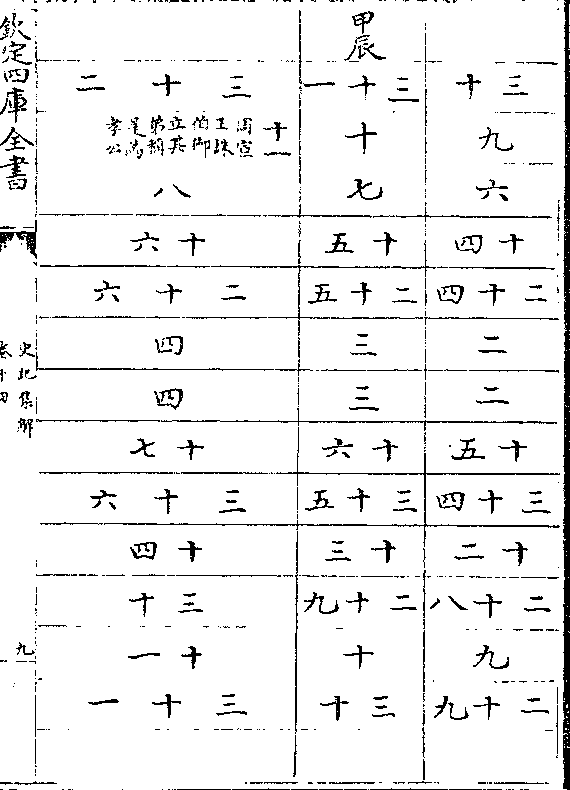 三十
九
六
十四
二十四
二
二
十五
三十四
十二
二十八
九
二十九
甲辰
三十一
十
七
十五
二十五
三
三
十六
三十五
十三
二十九
十
三十
三十二
十一
周宣
王誅
伯御
立其
弟稱
是為
孝公
八
十六
二十六
四
四
十七
三十六
十四
三十
十一
三十一
欽定四庫全書
史記集解
卷十四
九